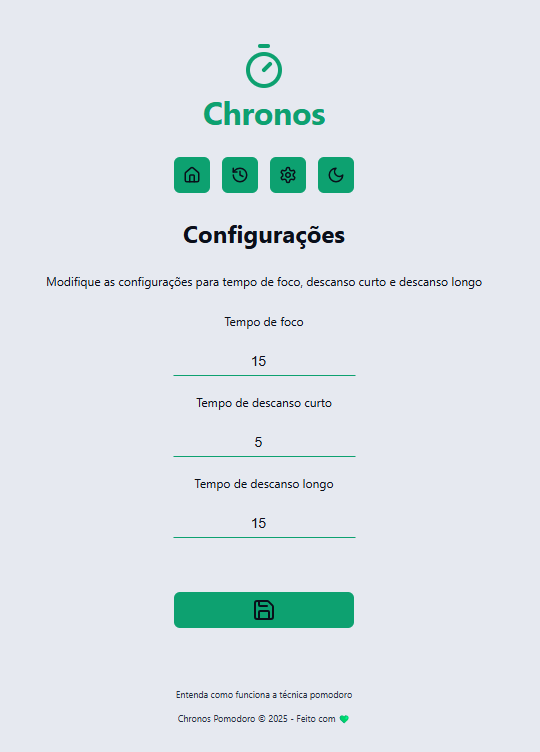 Chronos
Configurações
Modifique as configurações para tempo de foco, descanso curto e descanso longo
Tempo de foco
15
Tempo de descanso curto
5
Tempo de descanso longo
15
Entenda como funciona a técnica pomodoro
Chronos Pomodoro © 2025 - Feito com 💚